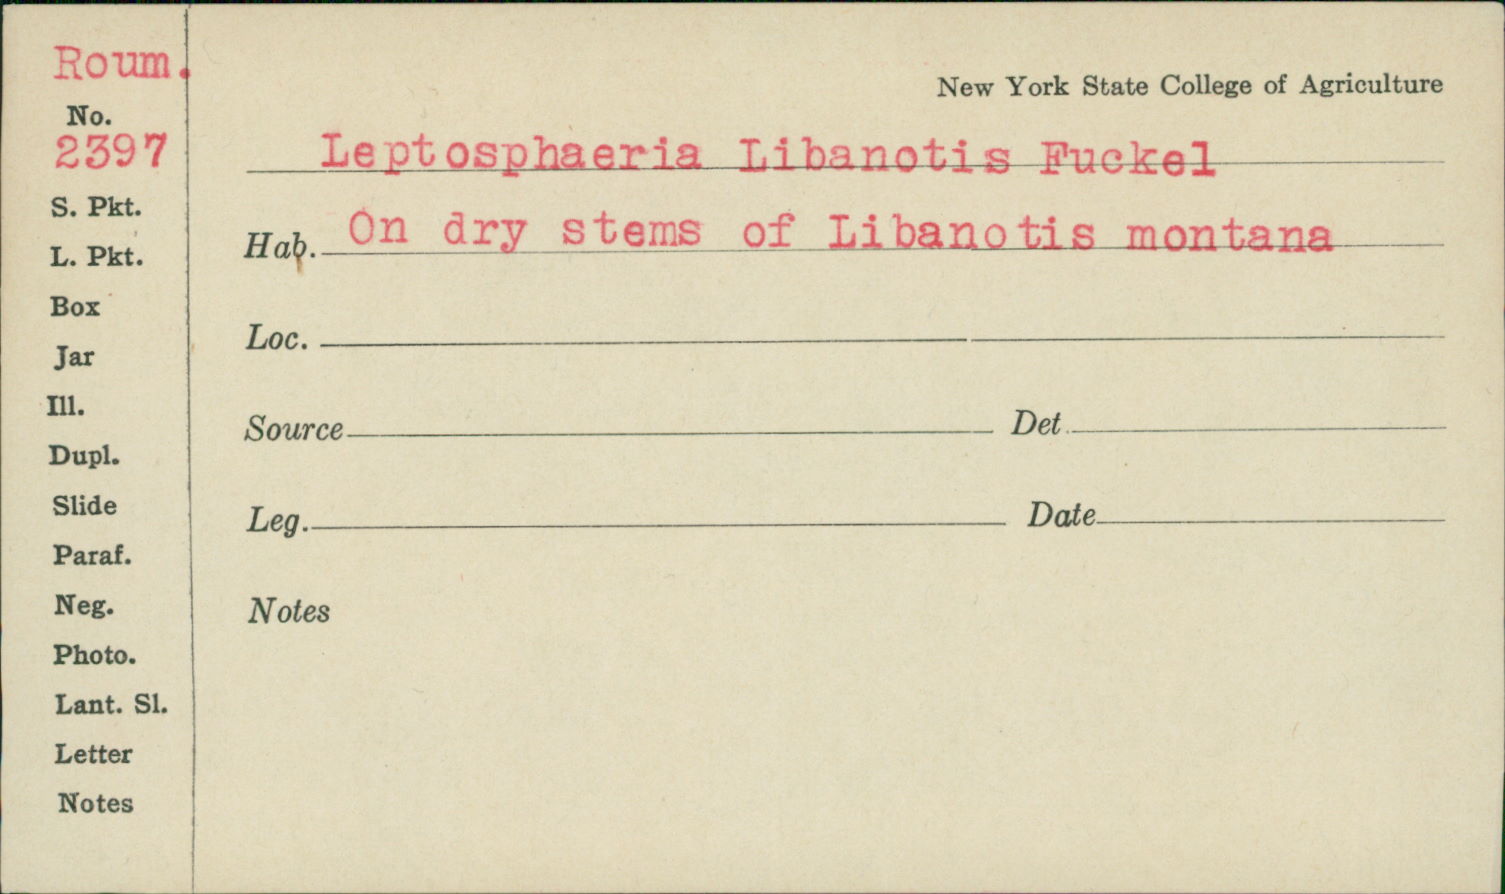 Roum.
New York State College of Agriculture
No.
2397
Leptosphaeria Libanotis Fuckel
S. Pkt.
Hab. On dry stems of Libanotis montana
L. Pkt.
Box
Loc.
Jar
Ill.
Source Det.
Dupl.
Slide
Leg. Date
Paraf.
Neg.
Notes
Photo.
Lant. Sl.
Letter
Notes